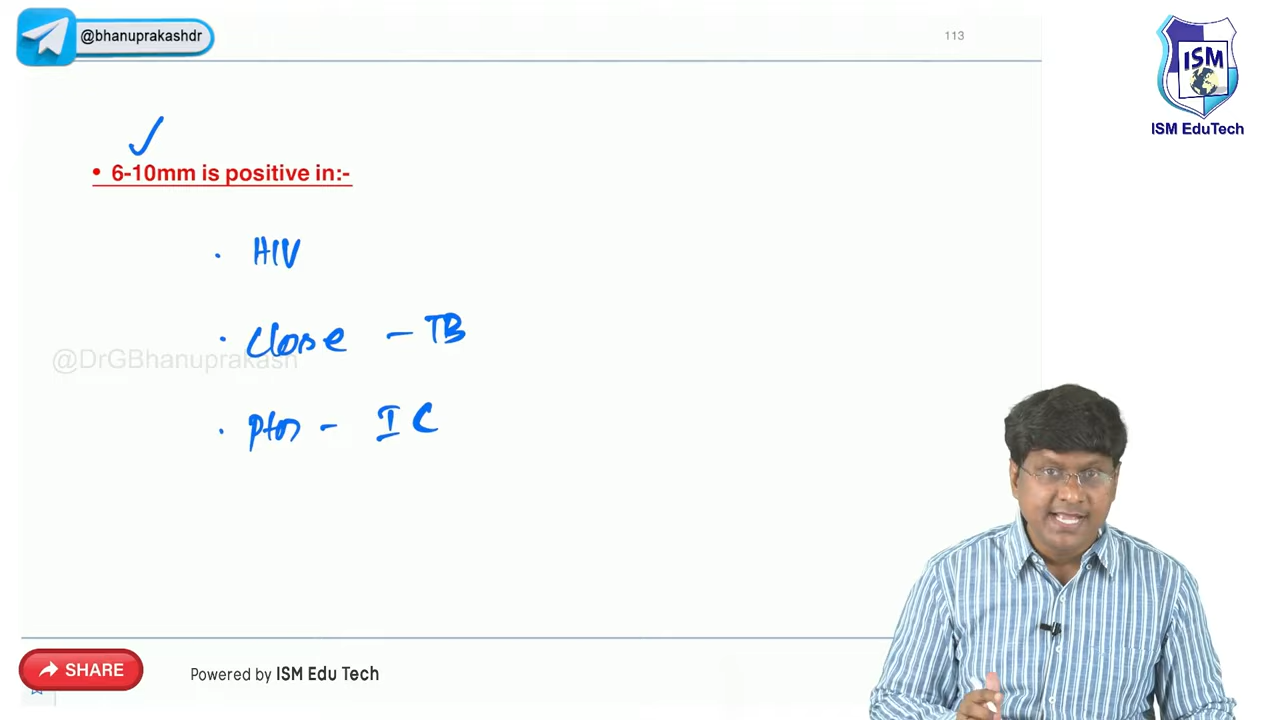 @bhanuprakashdr
113
ISM
ISM EduTech
• 6-10mm is positive in:-
· HIV
· close - TB
@DrGBhanuprakash
· - IC
SHARE
Powered by ISM Edu Tech